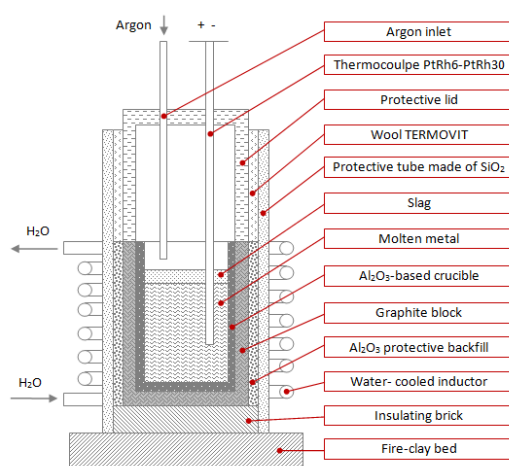 Argon
+ -
Argon inlet
Thermocoulpe PtRh6-PtRh30
Protective lid
Wool TERMOVIT
Protective tube made of SiO₂
Slag
H₂O
Molten metal
Al₂O₃-based crucible
Graphite block
Al₂O₃ protective backfill
H₂O
Water- cooled inductor
Insulating brick
Fire-clay bed